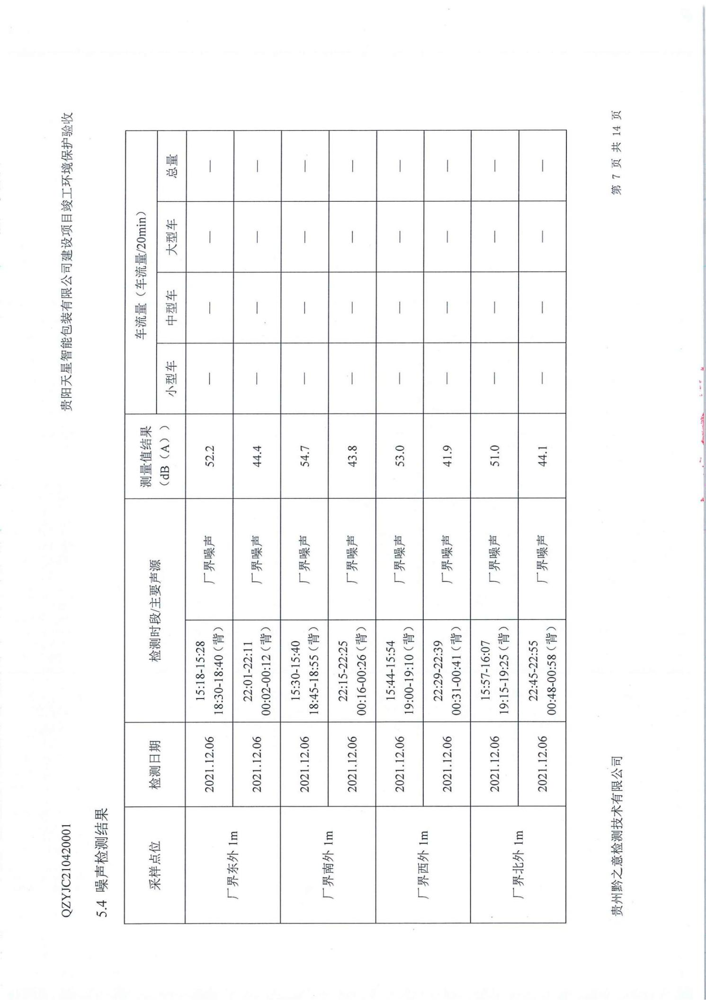 QZYJC210420001
贵阳天星智能包装有限公司建设项目竣工环境保护验收
5.4 噪声检测结果
采样点位
检测日期
检测时段/主要声源
测量值结果
（dB（A））
车流量（车流量/20min）
小型车
中型车
大型车
总量
厂界东外 1m
2021.12.06
15:18-15:28
18:30-18:40（背）
厂界噪声
52.2
—
—
—
—
2021.12.06
22:01-22:11
00:02-00:12（背）
厂界噪声
44.4
—
—
—
—
厂界南外 1m
2021.12.06
15:30-15:40
18:45-18:55（背）
厂界噪声
54.7
—
—
—
—
2021.12.06
22:15-22:25
00:16-00:26（背）
厂界噪声
43.8
—
—
—
—
厂界西外 1m
2021.12.06
15:44-15:54
19:00-19:10（背）
厂界噪声
53.0
—
—
—
—
2021.12.06
22:29-22:39
00:31-00:41（背）
厂界噪声
41.9
—
—
—
—
厂界北外 1m
2021.12.06
15:57-16:07
19:15-19:25（背）
厂界噪声
51.0
—
—
—
—
2021.12.06
22:45-22:55
00:48-00:58（背）
厂界噪声
44.1
—
—
—
—
贵州黔之意检测技术有限公司
第 7 页 共 14 页